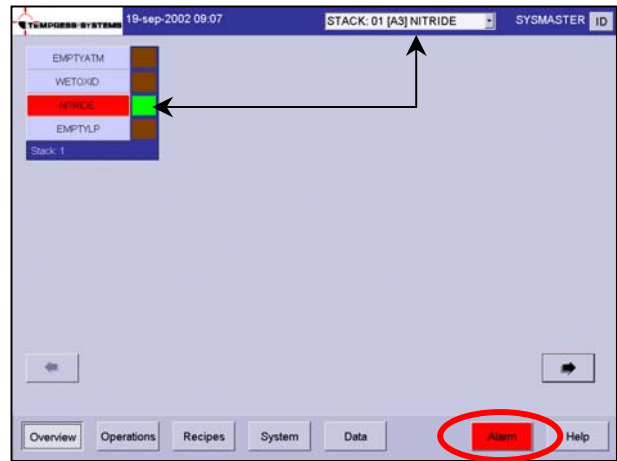 TEMPRESS SYSTEMS 19-sep-2002 09:07 STACK: 01 [A3] NITRIDE SYSMASTER ID
EMPTYATM
WETOXID
NITRIDE
EMPTYLP
Stack: 1
Overview Operations Recipes System Data Alarm Help